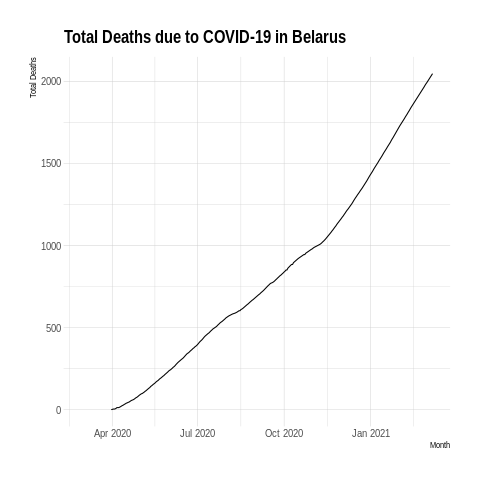 Total Deaths due to COVID-19 in Belarus
Total Deaths
2000
1500
1000
500
0
Apr 2020
Jul 2020
Oct 2020
Jan 2021
Month